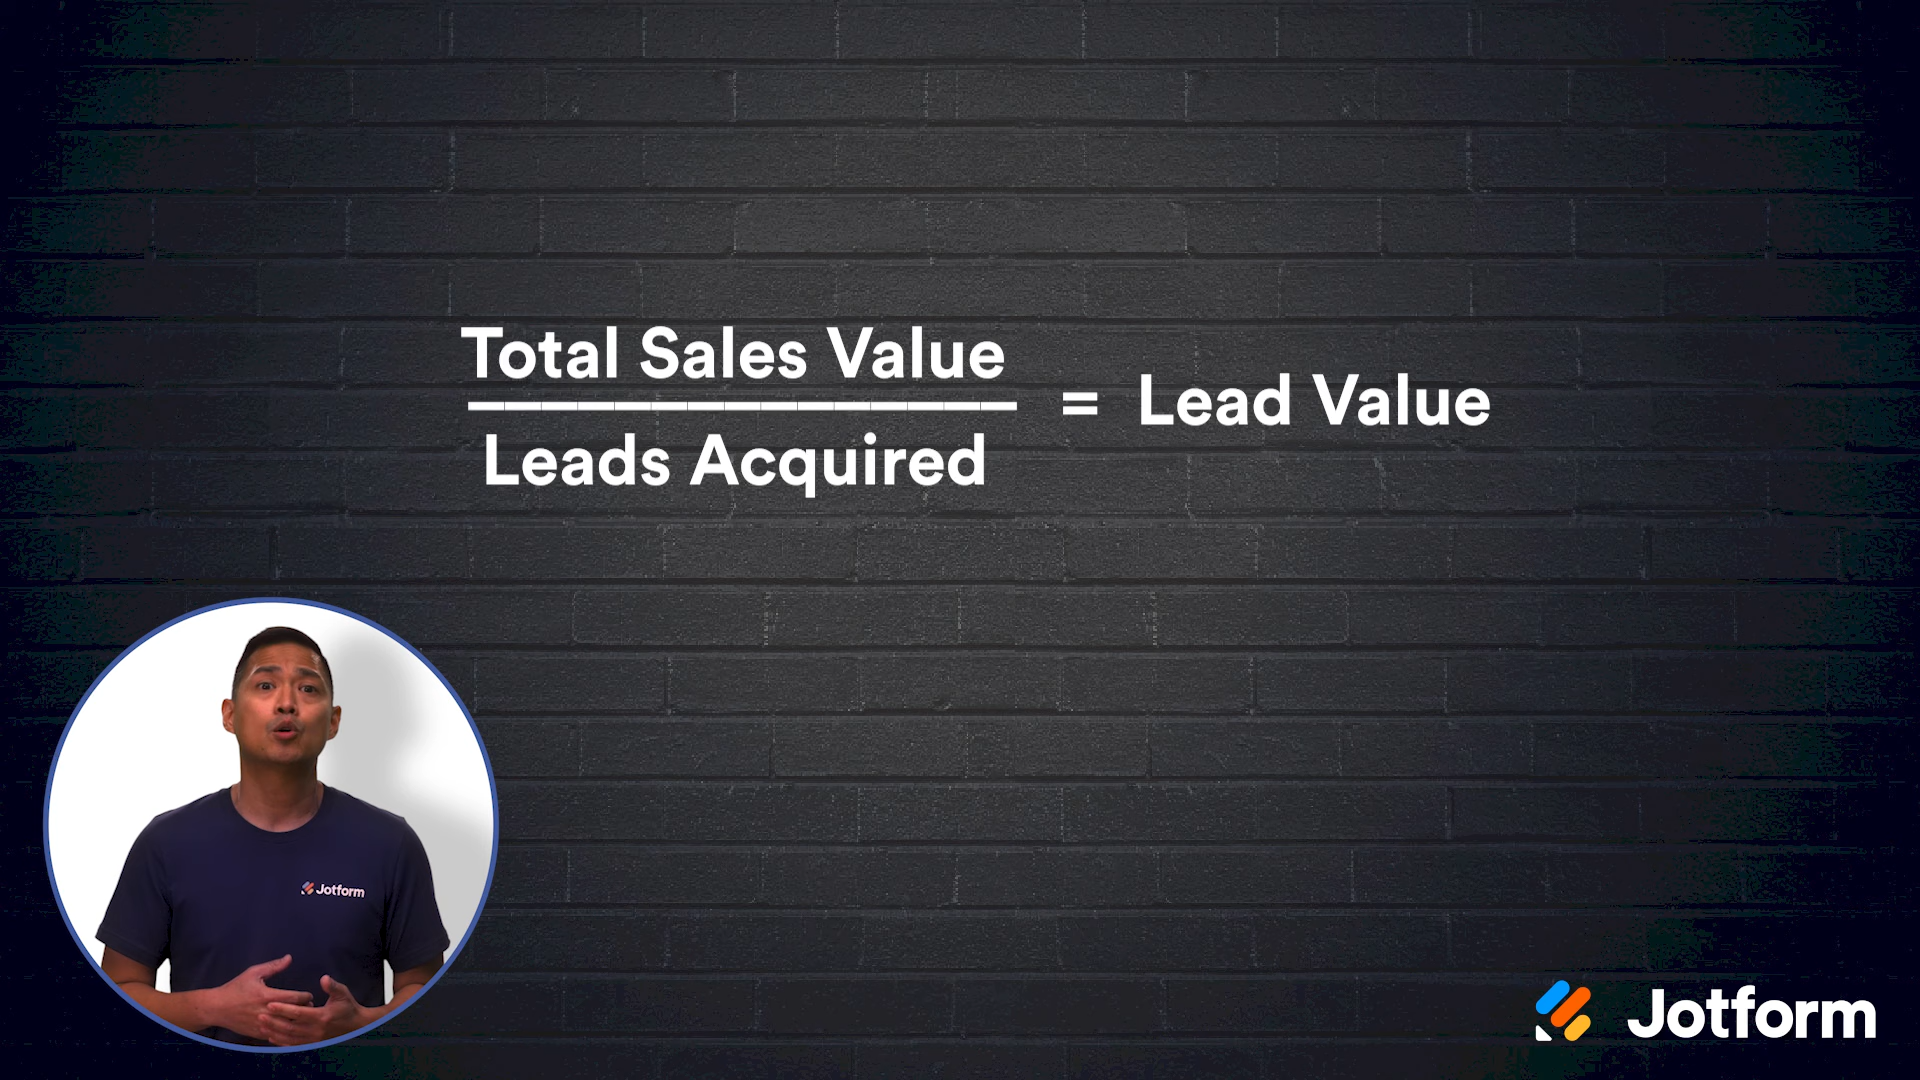 Total Sales Value
Leads Acquired
= Lead Value
Jotform
Jotform